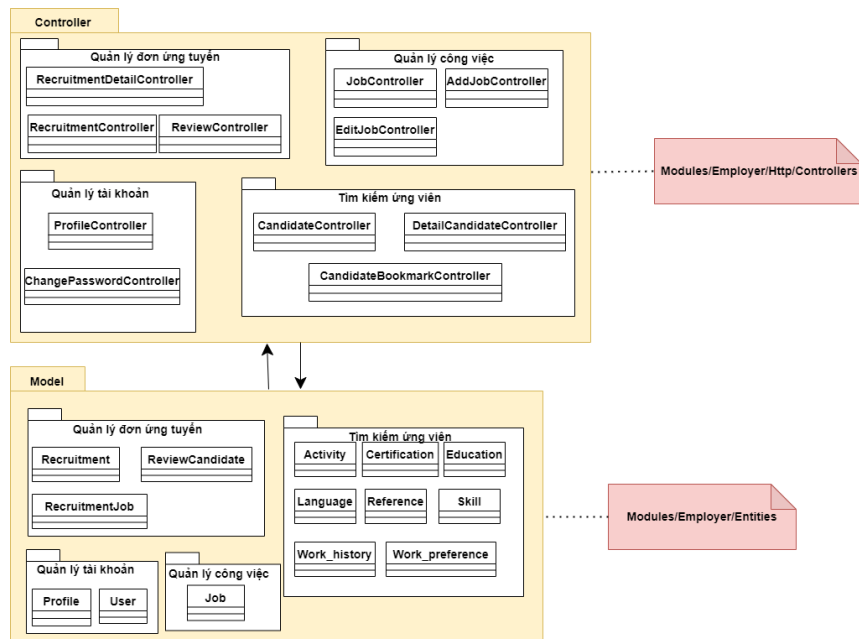 Controller
Quản lý đơn ứng tuyển
RecruitmentDetailController
RecruitmentController
ReviewController
Quản lý công việc
JobController
AddJobController
EditJobController
Quản lý tài khoản
ProfileController
ChangePasswordController
Tìm kiếm ứng viên
CandidateController
DetailCandidateController
CandidateBookmarkController
Modules/Employer/Http/Controllers
Model
Quản lý đơn ứng tuyển
Recruitment
ReviewCandidate
RecruitmentJob
Tìm kiếm ứng viên
Activity
Certification
Education
Language
Reference
Skill
Work_history
Work_preference
Quản lý tài khoản
Profile
User
Quản lý công việc
Job
Modules/Employer/Entities